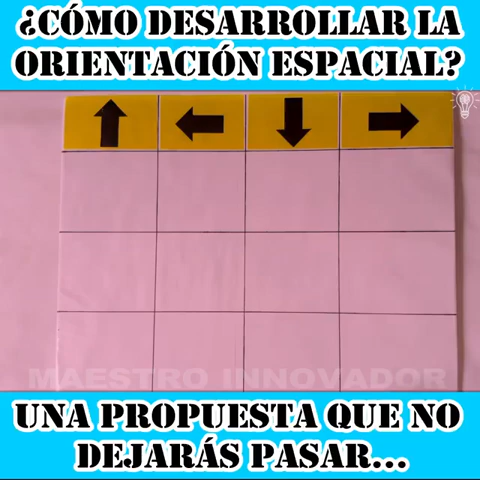 ¿CÓMO DESARROLLAR LA
ORIENTACIÓN ESPACIAL?
MAESTRO INNOVADOR
UNA PROPUESTA QUE NO
DEJARÁS PASAR...